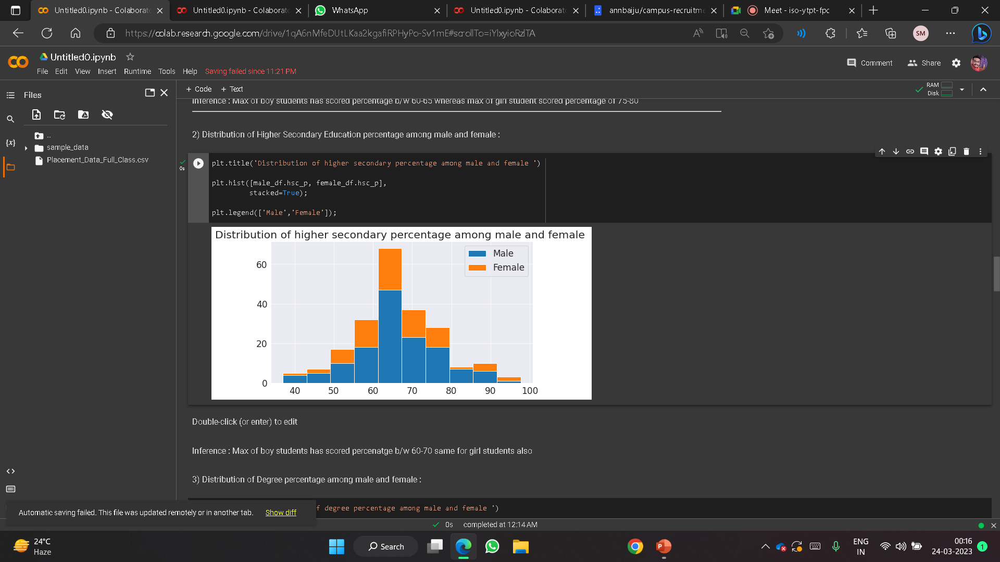 Untitled0.ipynb - Colaborato
Untitled0.ipynb - Colaborato
WhatsApp
Untitled0.ipynb - Colaborato
annbaiju/campus-recruitme
Meet - iso-ytpt-fpc
https://colab.research.google.com/drive/1qA6nMfeDUtLKaa2kgafiRPHyPo-Sv1mE#scrollTo=iYlxyioRzlTA
SM
Untitled0.ipynb
File Edit View Insert Runtime Tools Help Saving failed since 11:21 PM
Comment Share
Files
+ Code + Text
RAM
Disk
..
sample_data
Placement_Data_Full_Class.csv
{x}
Inference : Max of boy students has scored percentage b/w 60-65 whereas max of girl student scored percentage of 75-80
2) Distribution of Higher Secondary Education percentage among male and female :
0s
plt.title('Distribution of higher secondary percentage among male and female ')
plt.hist([male_df.hsc_p, female_df.hsc_p],
stacked=True);
plt.legend(['Male','Female']);
Distribution of higher secondary percentage among male and female
Male
Female
60
40
20
0
40 50 60 70 80 90 100
Double-click (or enter) to edit
Inference : Max of boy students has scored percenatge b/w 60-70 same for girl students also
3) Distribution of Degree percentage among male and female :
f degree percentage among male and female ')
Automatic saving failed. This file was updated remotely or in another tab. Show diff
0s completed at 12:14 AM
24°C
Haze
Search
P
ENG
IN
00:16
24-03-2023
1